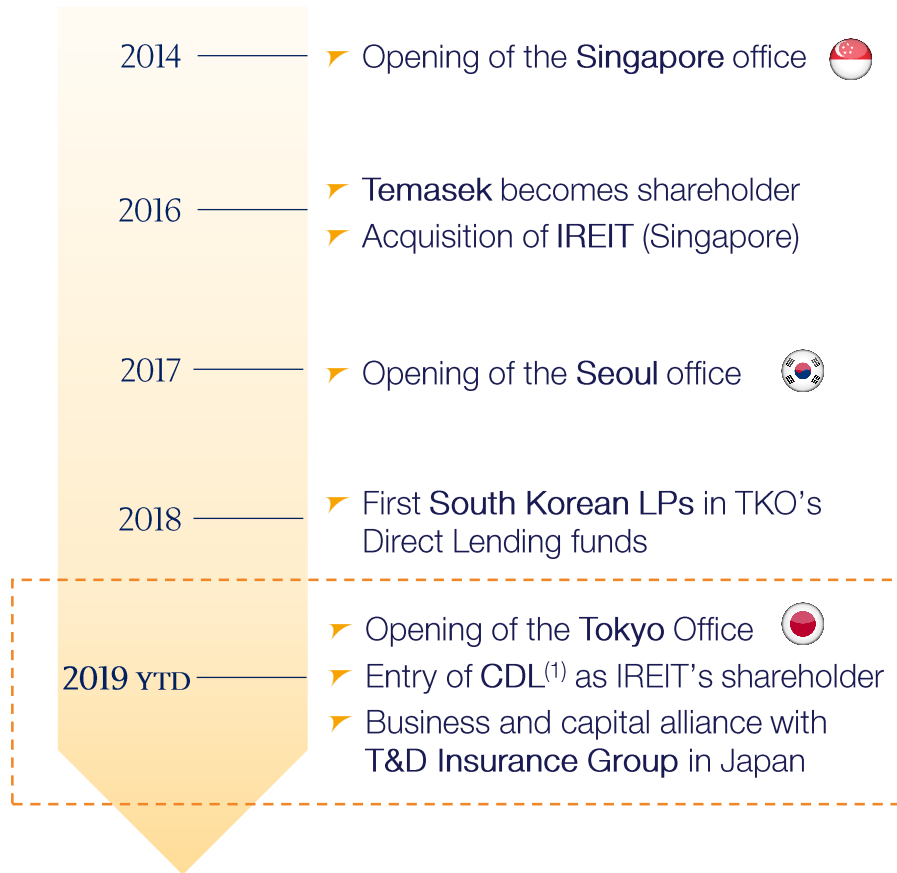 2014
Opening of the Singapore office
2016
Temasek becomes shareholder
Acquisition of IREIT (Singapore)
2017
Opening of the Seoul office
2018
First South Korean LPs in TKO’s
Direct Lending funds
2019 YTD
Opening of the Tokyo Office
Entry of CDL(1) as IREIT’s shareholder
Business and capital alliance with
T&D Insurance Group in Japan